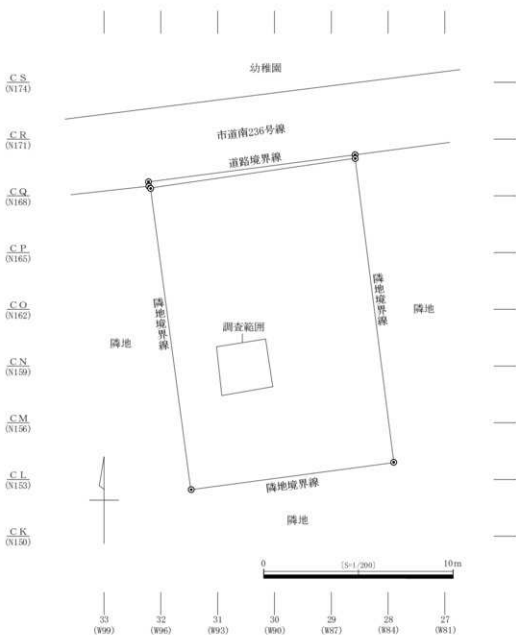 幼稚園
CS
(N174)
市道南236号線
CR
(N171)
道路境界線
CQ
(N168)
CP
(N165)
隣地境界線
隣地境界線
CO
(N162)
隣地
隣地
調査範囲
CN
(N159)
CM
(N156)
CL
(N153)
隣地境界線
隣地
CK
(N150)
0 [S=1/200] 10m
33 32 31 30 29 28 27
(W99) (W96) (W93) (W90) (W87) (W84) (W81)